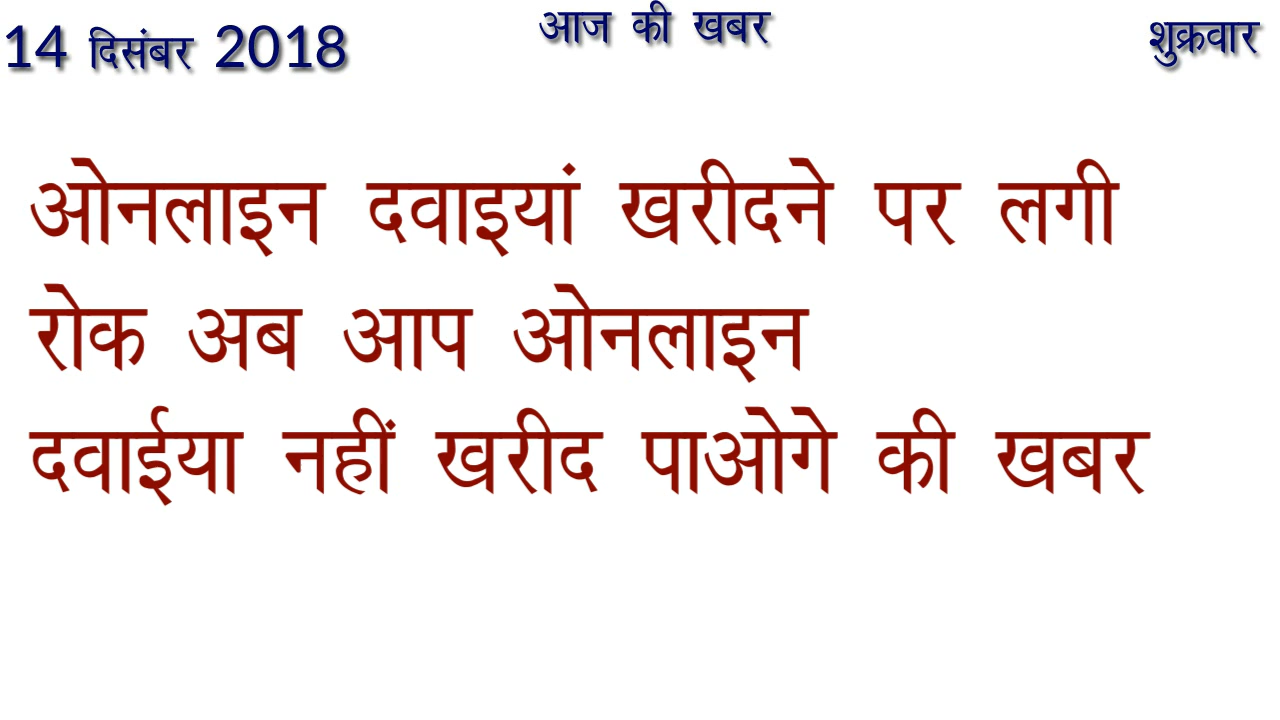 14 दिसंबर 2018 आज की खबर शुक्रवार
ओनलाइन दवाइयां खरीदने पर लगी
रोक अब आप ओनलाइन
दवाईया नहीं खरीद पाओगे की खबर